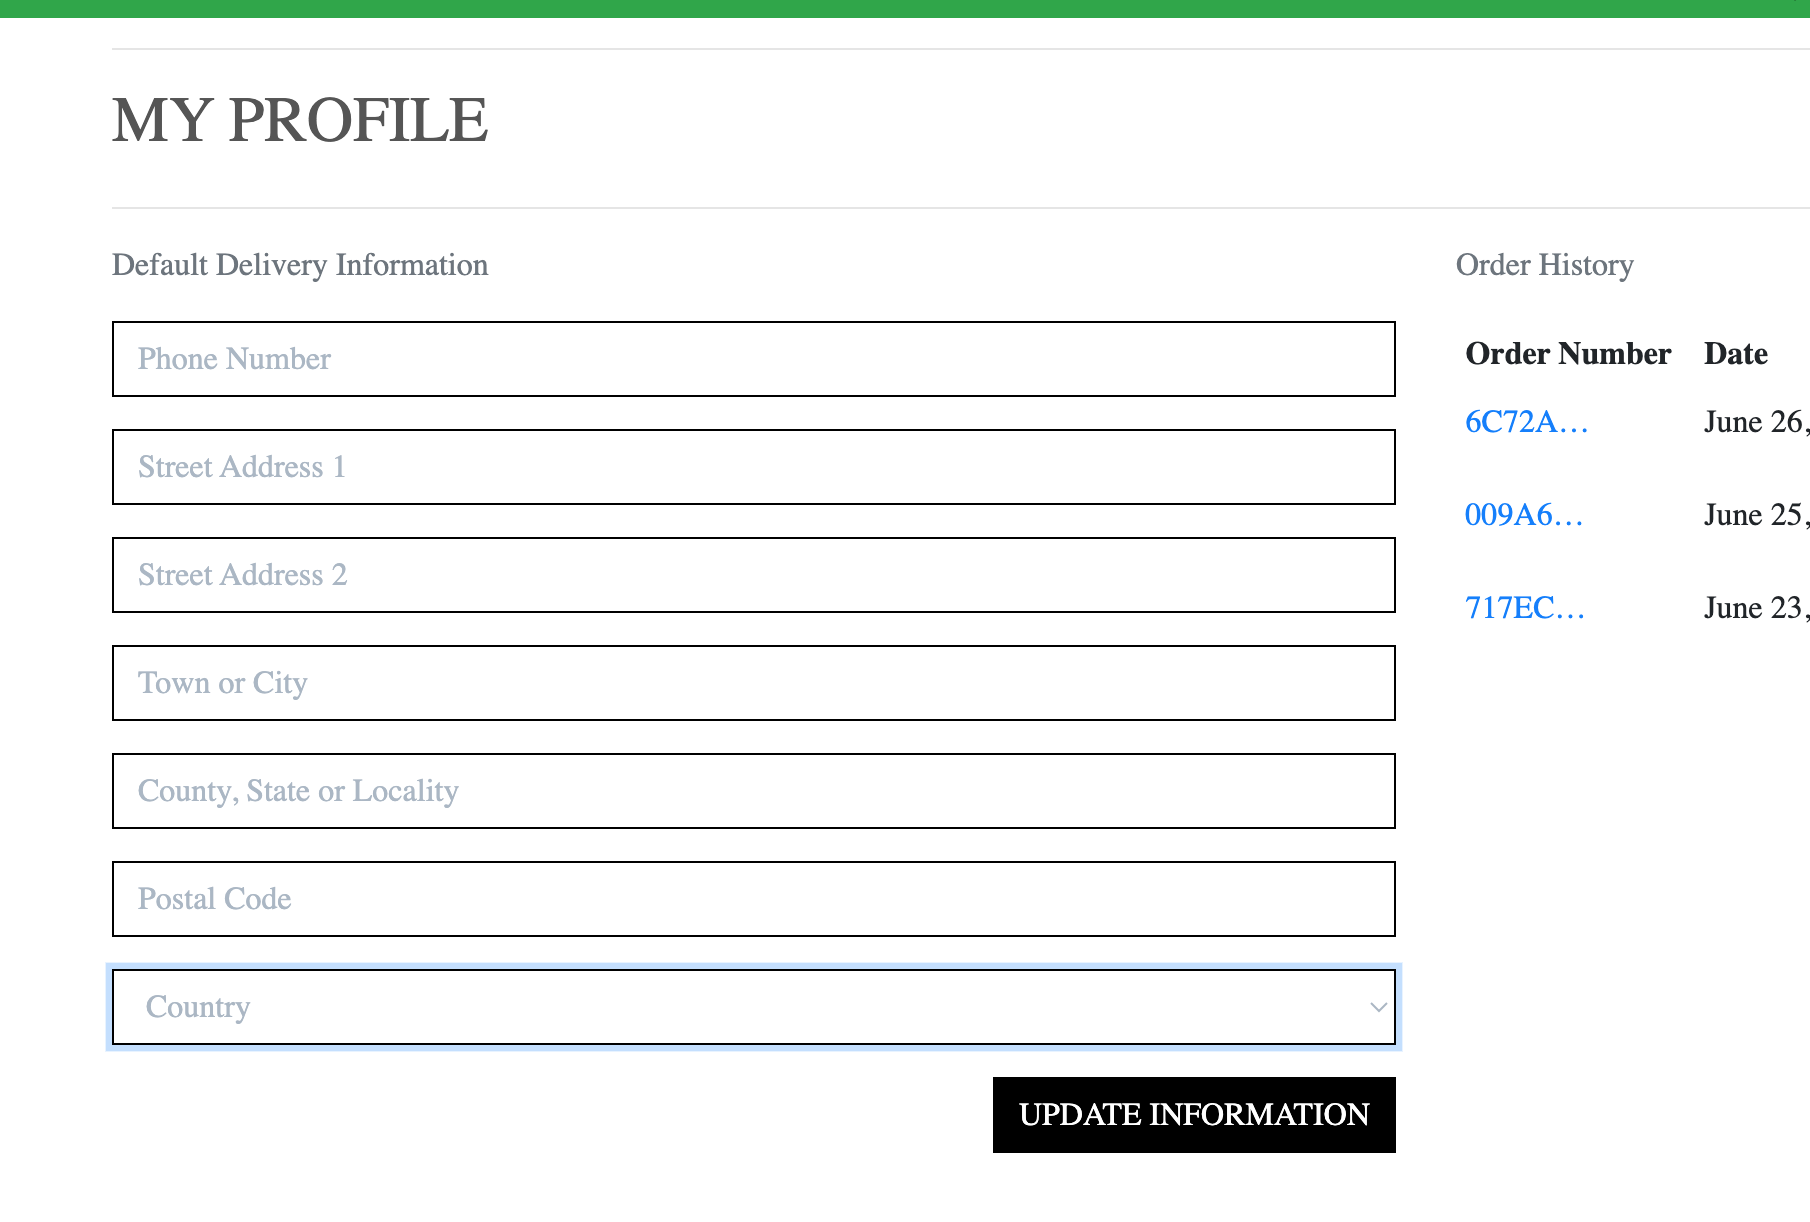 MY PROFILE
Default Delivery Information
Phone Number
Street Address 1
Street Address 2
Town or City
County, State or Locality
Postal Code
Country
UPDATE INFORMATION
Order History
Order Number Date
6C72A... June 26,
009A6... June 25,
717EC... June 23,